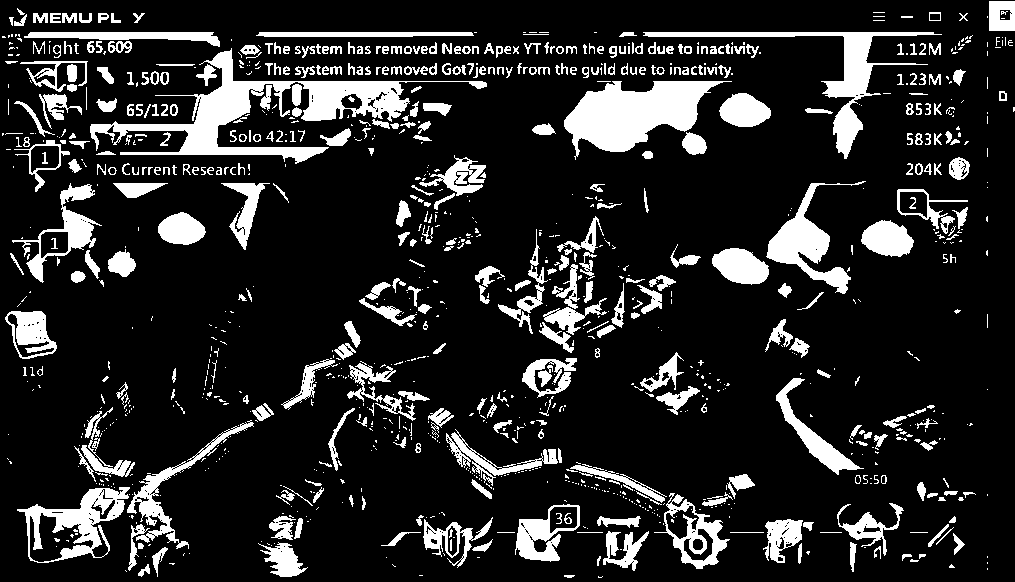 MEMU PL Y
Might 65,609
The system has removed Neon Apex YT from the guild due to inactivity.
The system has removed Got7jenny from the guild due to inactivity.
File
1,500
65/120
2
18
Solo 42:17
No Current Research!
1.12M
1.23M
853K
583K
204K
1
1
2
5h
11d
zZ
6
8
6
6
4
8
05:50
36